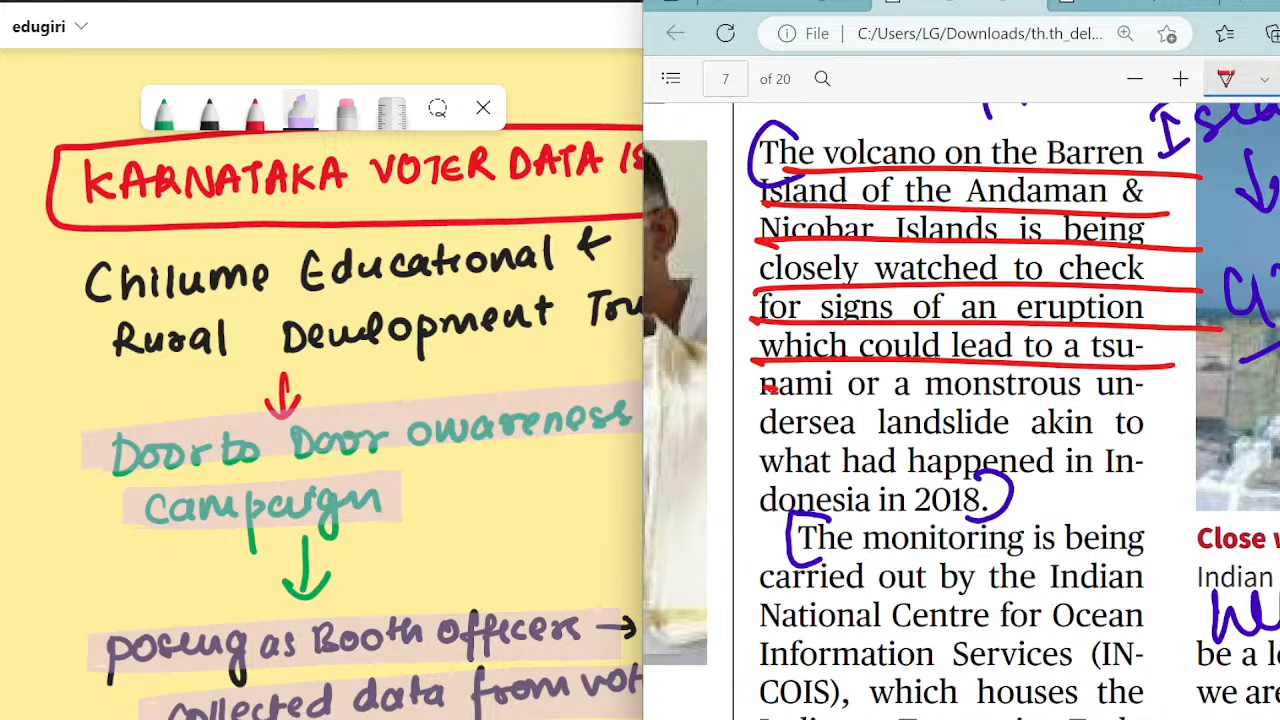 edugiri
KARNATAKA VOTER DATA IS
Chilume Educational ←
Rural Development Tru
↓
Door to Door awareness
campaign
↓
posing as Booth officers →
collected data from vot
File C:/Users/LG/Downloads/th.th_del...
7 of 20
The volcano on the Barren
Island of the Andaman &
Nicobar Islands is being
closely watched to check
for signs of an eruption
which could lead to a tsu-
nami or a monstrous un-
dersea landslide akin to
what had happened in In-
donesia in 2018.
The monitoring is being
carried out by the Indian
National Centre for Ocean
Information Services (IN-
COIS), which houses the
Isla
↓
Close w
Indian
be a l
we are